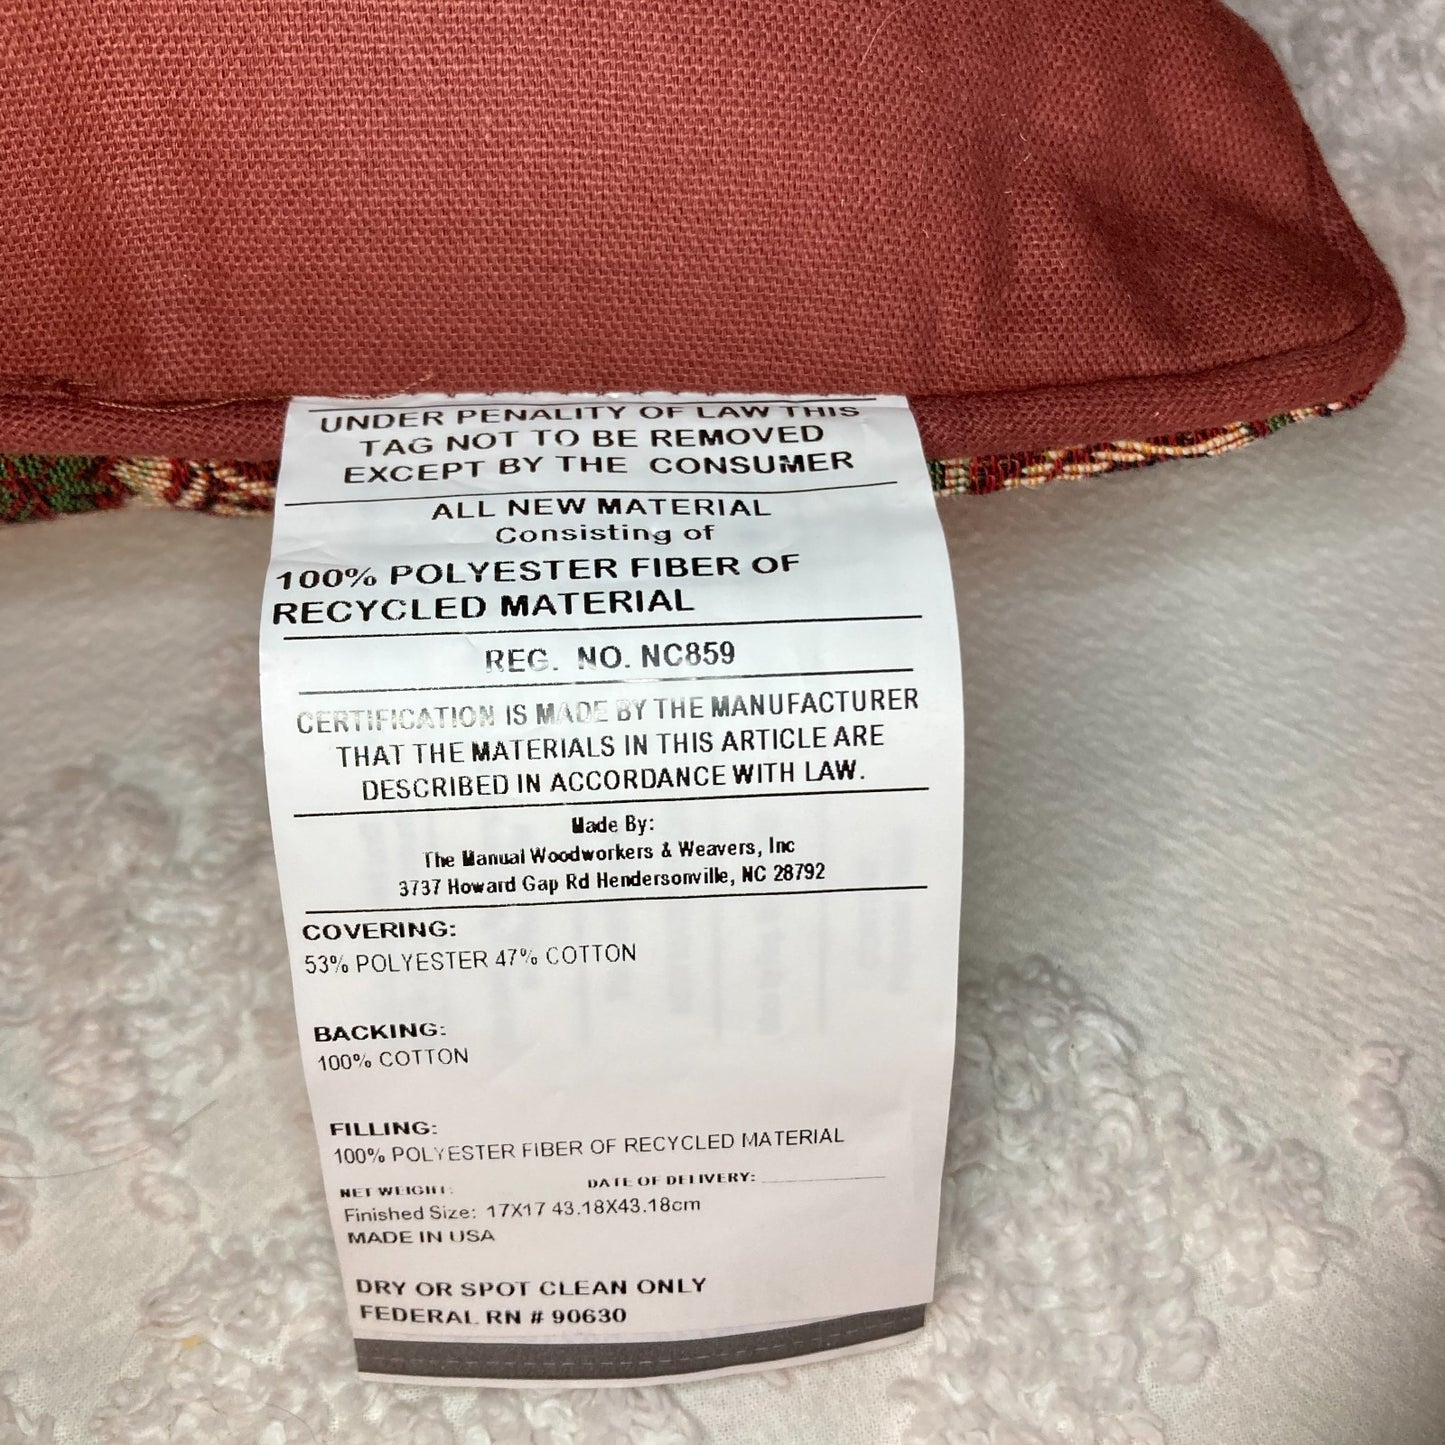 UNDER PENALITY OF LAW THIS
TAG NOT TO BE REMOVED
EXCEPT BY THE CONSUMER
ALL NEW MATERIAL
Consisting of
100% POLYESTER FIBER OF
RECYCLED MATERIAL
REG. NO. NC859
CERTIFICATION IS MADE BY THE MANUFACTURER
THAT THE MATERIALS IN THIS ARTICLE ARE
DESCRIBED IN ACCORDANCE WITH LAW.
Made By:
The Manual Woodworkers & Weavers, Inc
3737 Howard Gap Rd Hendersonville, NC 28792
COVERING:
53% POLYESTER 47% COTTON
BACKING:
100% COTTON
FILLING:
100% POLYESTER FIBER OF RECYCLED MATERIAL
NET WEIGHT: DATE OF DELIVERY:
Finished Size: 17X17 43.18X43.18cm
MADE IN USA
DRY OR SPOT CLEAN ONLY
FEDERAL RN # 90630